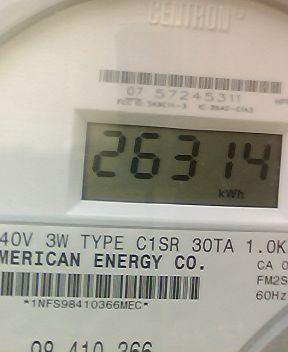 CENTRON
07 57245311
26314
kWh
40V 3W TYPE C1SR 30TA 1.0K
MERICAN ENERGY CO.
CA 0
FM2S
60Hz
*1NFS98410366MEC*
98 410 366